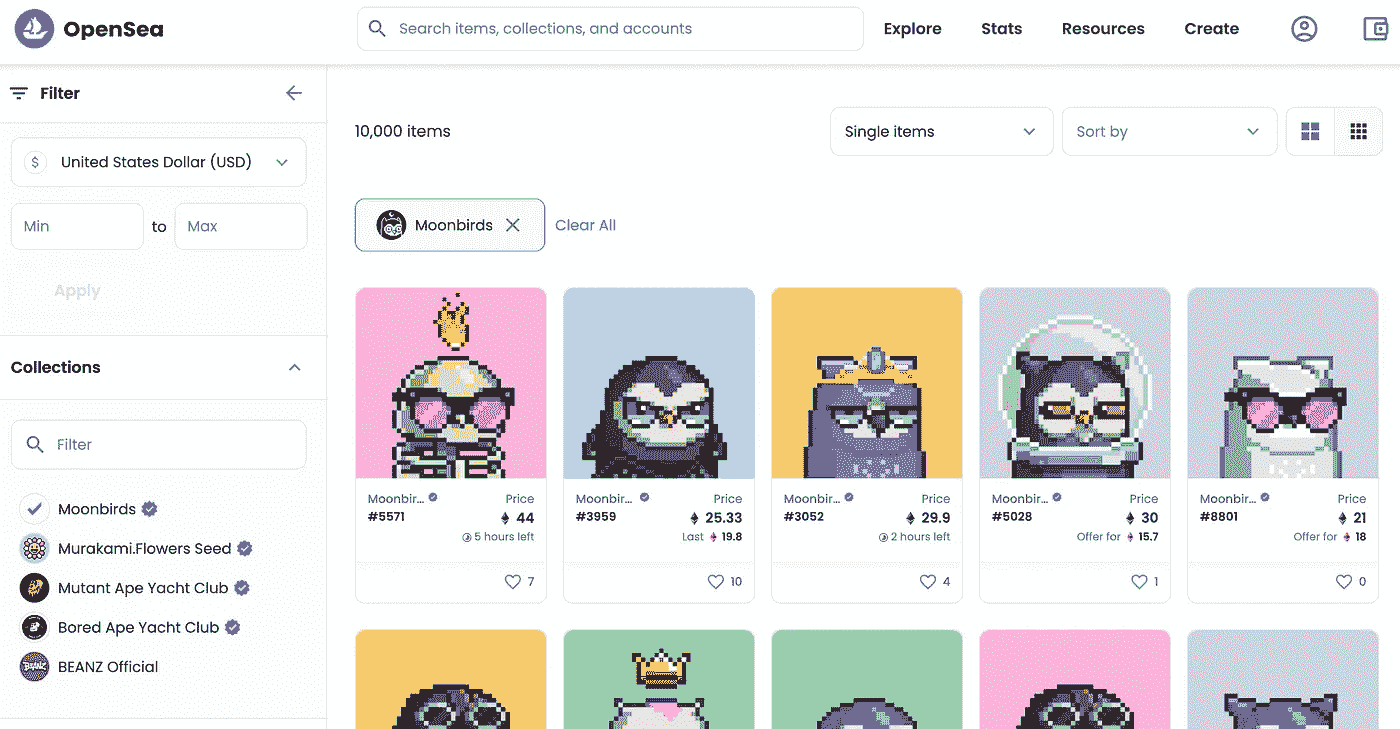 OpenSea
Search items, collections, and accounts
Explore
Stats
Resources
Create
Filter
$ United States Dollar (USD)
Min to Max
Apply
Collections
Filter
Moonbirds
Murakami.Flowers Seed
Mutant Ape Yacht Club
Bored Ape Yacht Club
BEANZ BEANZ Official
10,000 items
Single items
Sort by
Moonbirds
Clear All
Moonbir... Price
#5571 44
5 hours left
7
Moonbir... Price
#3959 25.33
Last 19.8
10
Moonbir... Price
#3052 29.9
2 hours left
4
Moonbir... Price
#5028 30
Offer for 15.7
1
Moonbir... Price
#8801 21
Offer for 18
0